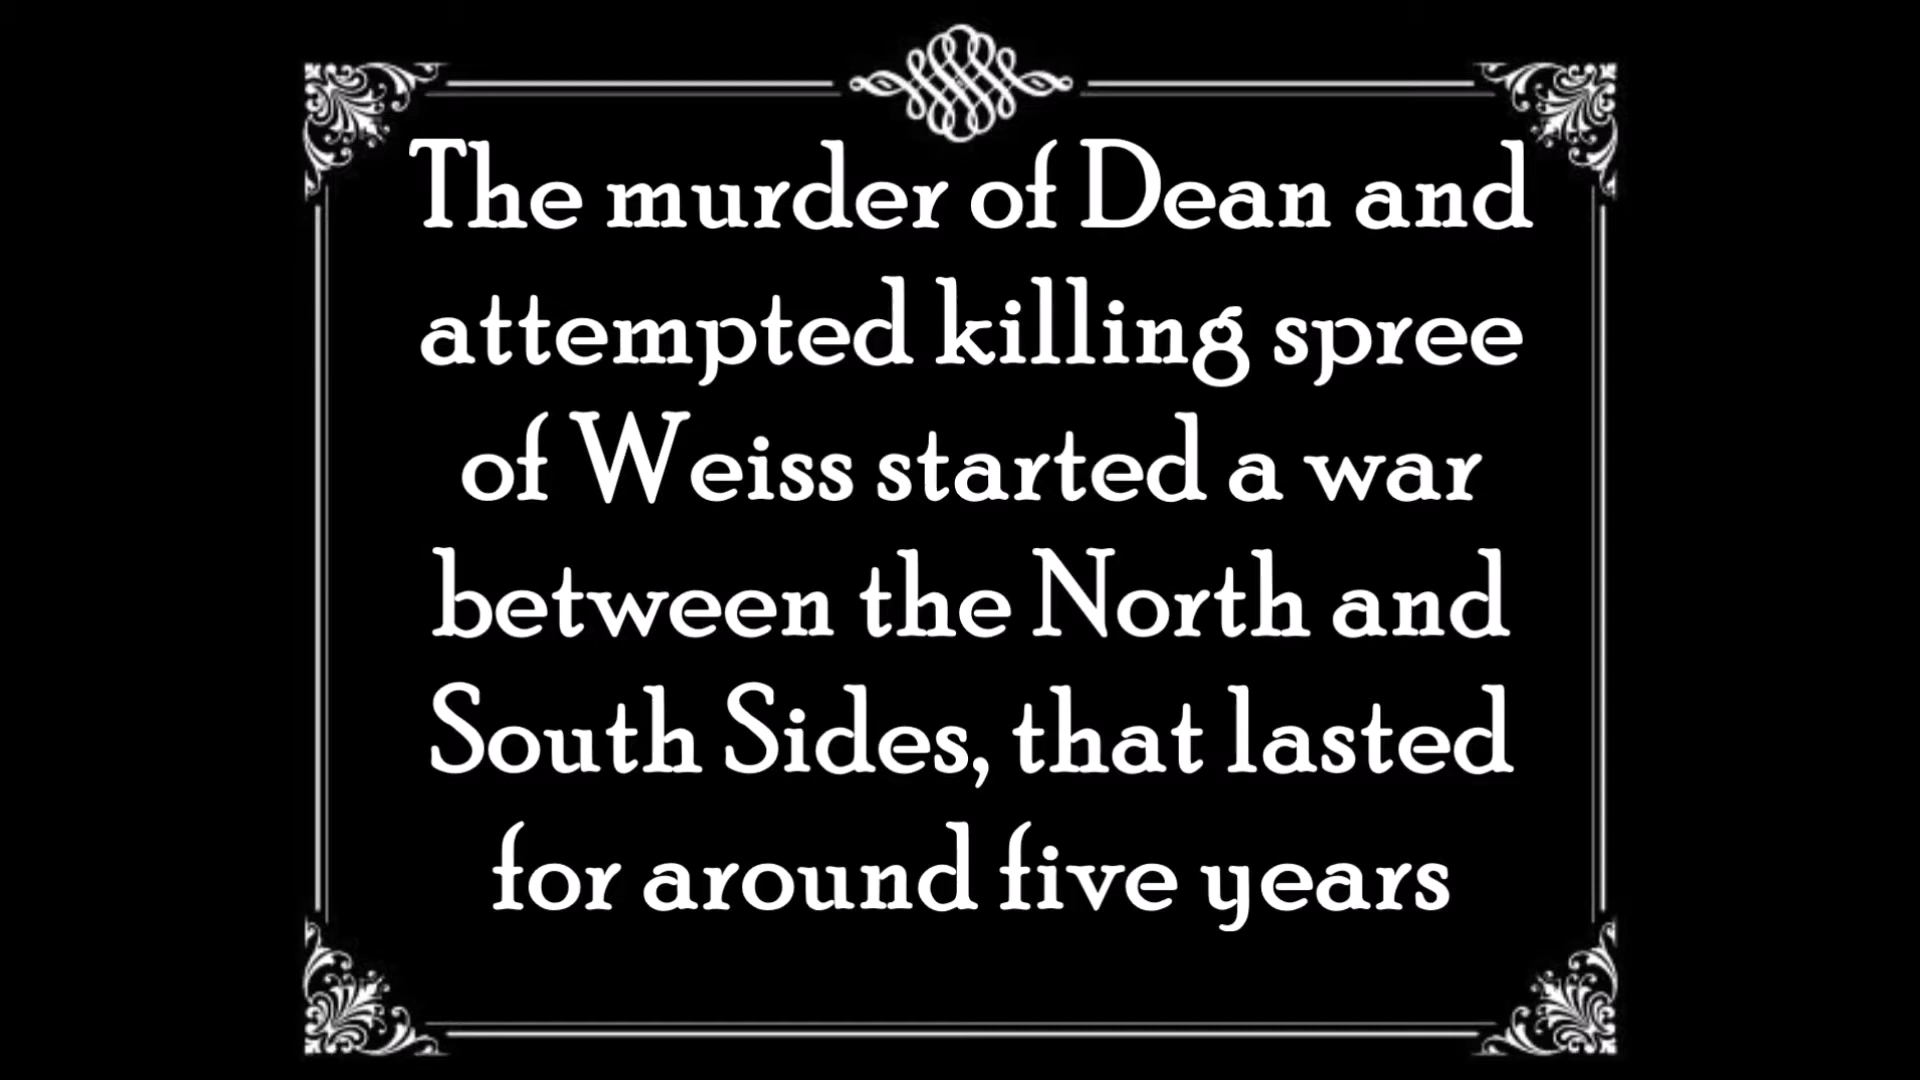 The murder of Dean and
attempted killing spree
of Weiss started a war
between the North and
South Sides, that lasted
for around five years